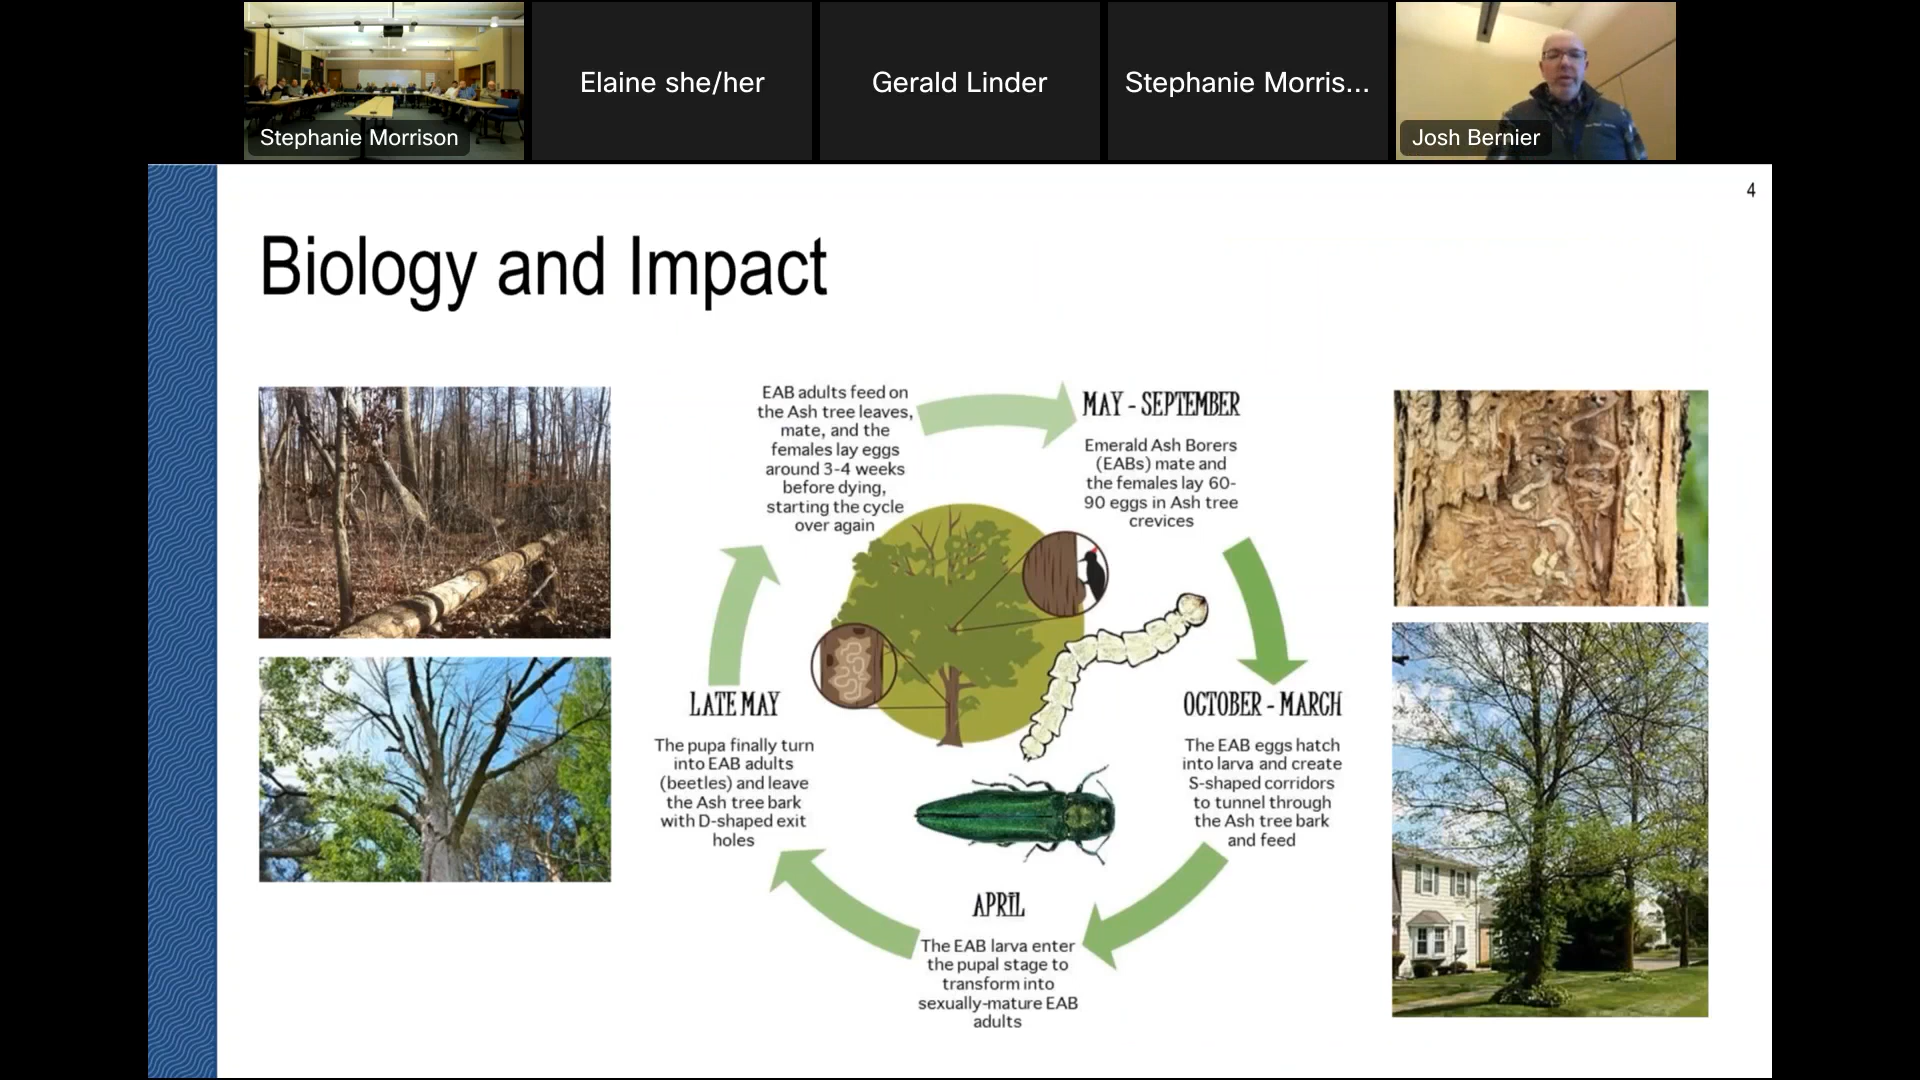 Stephanie Morrison
Elaine she/her
Gerald Linder
Stephanie Morris...
Josh Bernier
4
Biology and Impact
EAB adults feed on
the Ash tree leaves,
mate, and the
females lay eggs
around 3-4 weeks
before dying,
starting the cycle
over again
MAY - SEPTEMBER
Emerald Ash Borers
(EABs) mate and
the females lay 60-
90 eggs in Ash tree
crevices
OCTOBER - MARCH
The EAB eggs hatch
into larva and create
S-shaped corridors
to tunnel through
the Ash tree bark
and feed
APRIL
The EAB larva enter
the pupal stage to
transform into
sexually-mature EAB
adults
LATE MAY
The pupa finally turn
into EAB adults
(beetles) and leave
the Ash tree bark
with D-shaped exit
holes